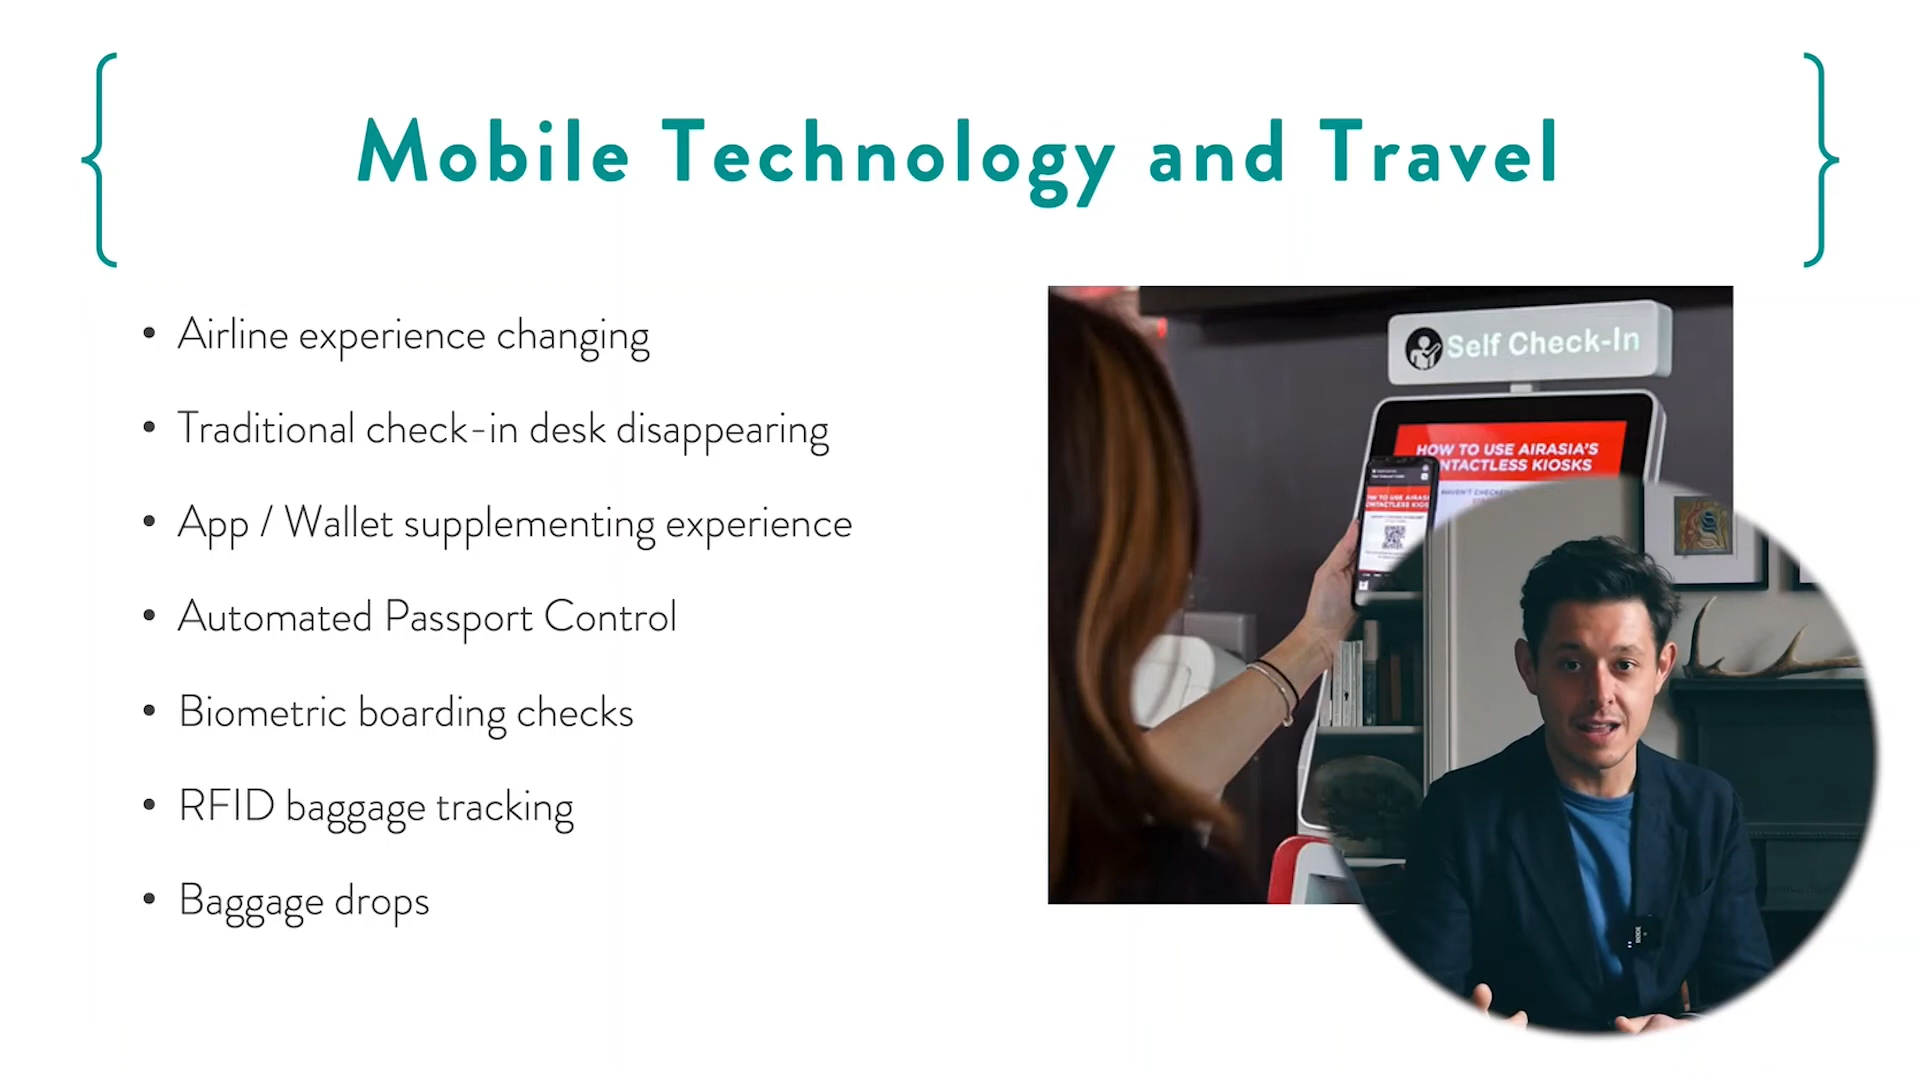 Mobile Technology and Travel
• Airline experience changing
• Traditional check-in desk disappearing
• App / Wallet supplementing experience
• Automated Passport Control
• Biometric boarding checks
• RFID baggage tracking
• Baggage drops
Self Check-In
HOW TO USE AIRASIA'S
NTACTLESS KIOSKS